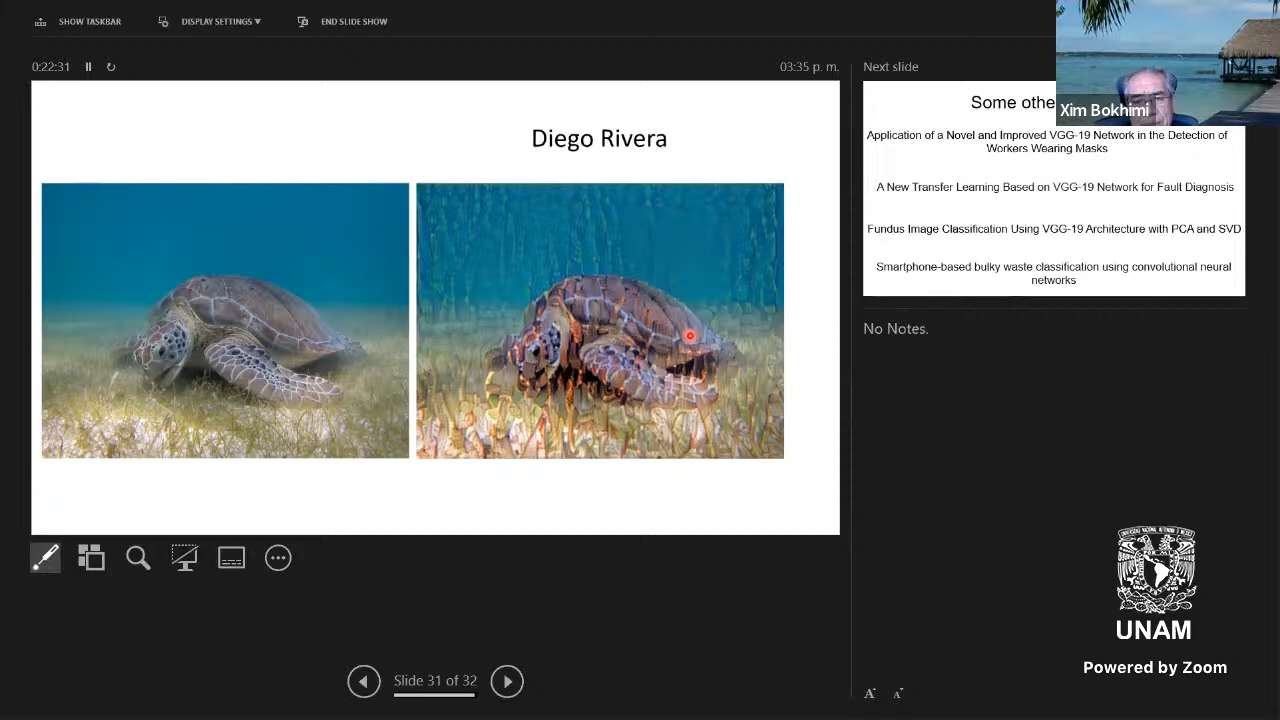 SHOW TASKBAR
DISPLAY SETTINGS ▾
END SLIDE SHOW
0:22:31
03:35 p. m.
Next slide
Diego Rivera
Some othe
Xim Bokhimi
Application of a Novel and Improved VGG-19 Network in the Detection of
Workers Wearing Masks
A New Transfer Learning Based on VGG-19 Network for Fault Diagnosis
Fundus Image Classification Using VGG-19 Architecture with PCA and SVD
Smartphone-based bulky waste classification using convolutional neural
networks
No Notes.
UNAM
Powered by Zoom
Slide 31 of 32
A A